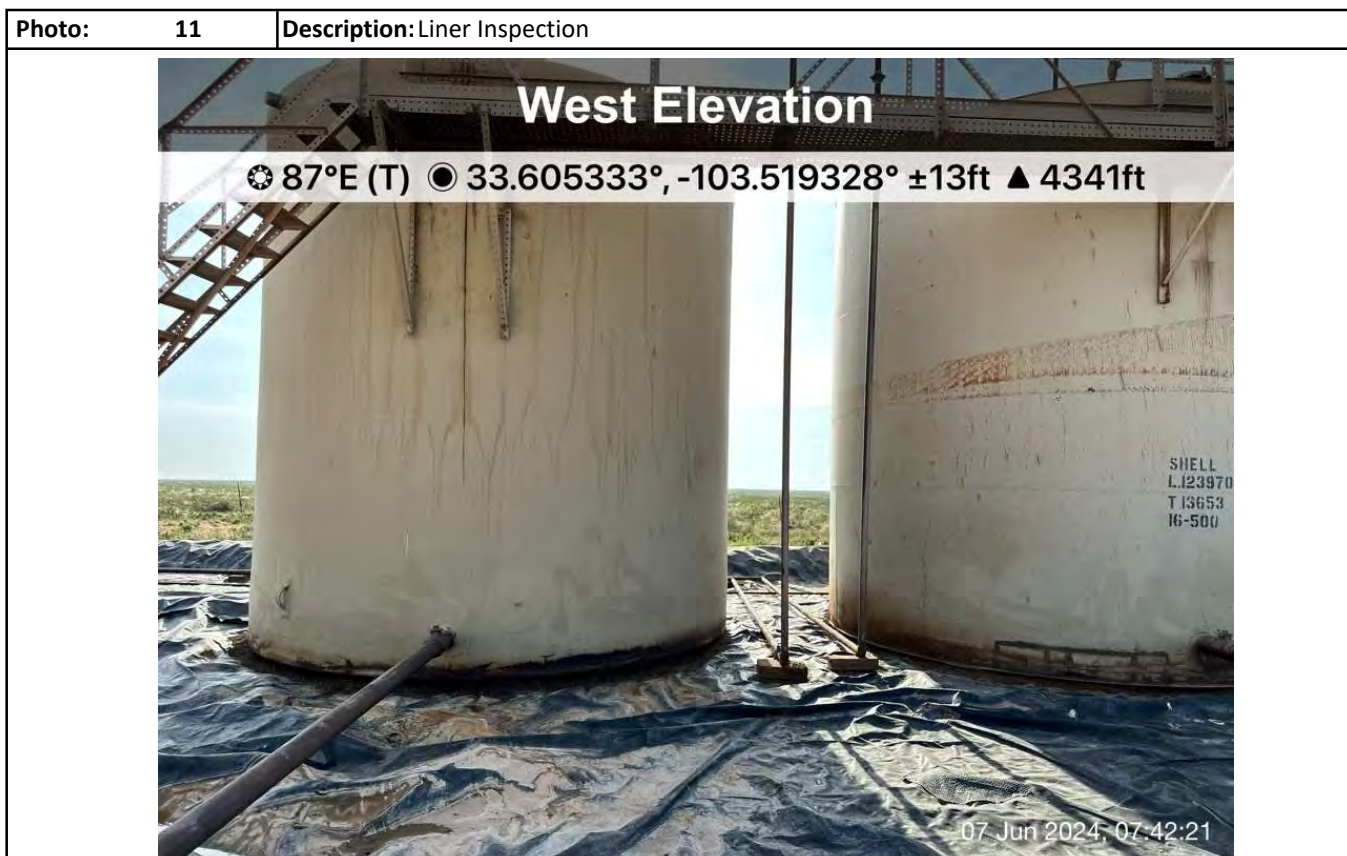 Photo: 11 Description: Liner Inspection
West Elevation
87°E (T) 33.605333°, -103.519328° ±13ft ▲ 4341ft
SHELL
L.123970
T 13653
16-500
07 Jun 2024, 07:42:21